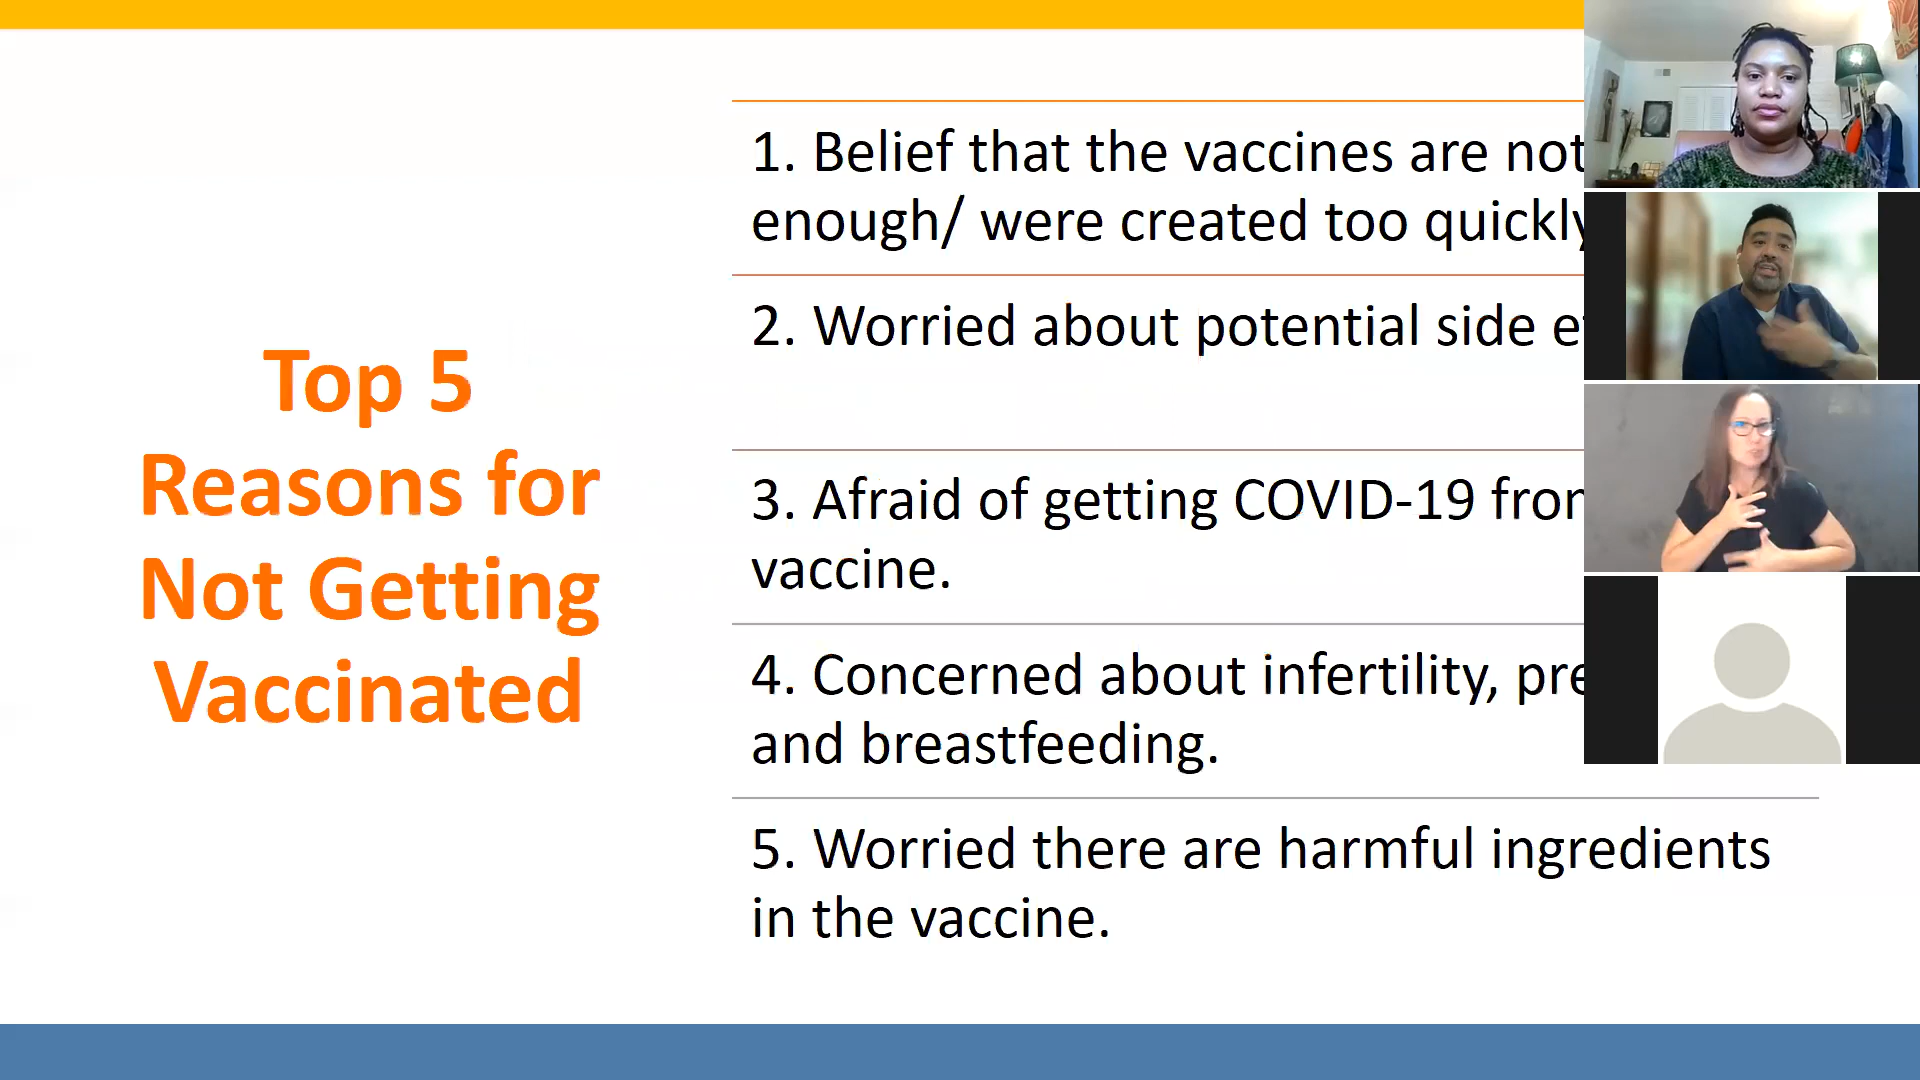 Top 5
Reasons for
Not Getting
Vaccinated
1. Belief that the vaccines are not
enough/ were created too quickly
2. Worried about potential side
3. Afraid of getting COVID-19
vaccine.
4. Concerned about infertility,
and breastfeeding.
5. Worried there are harmful ingredients
in the vaccine.